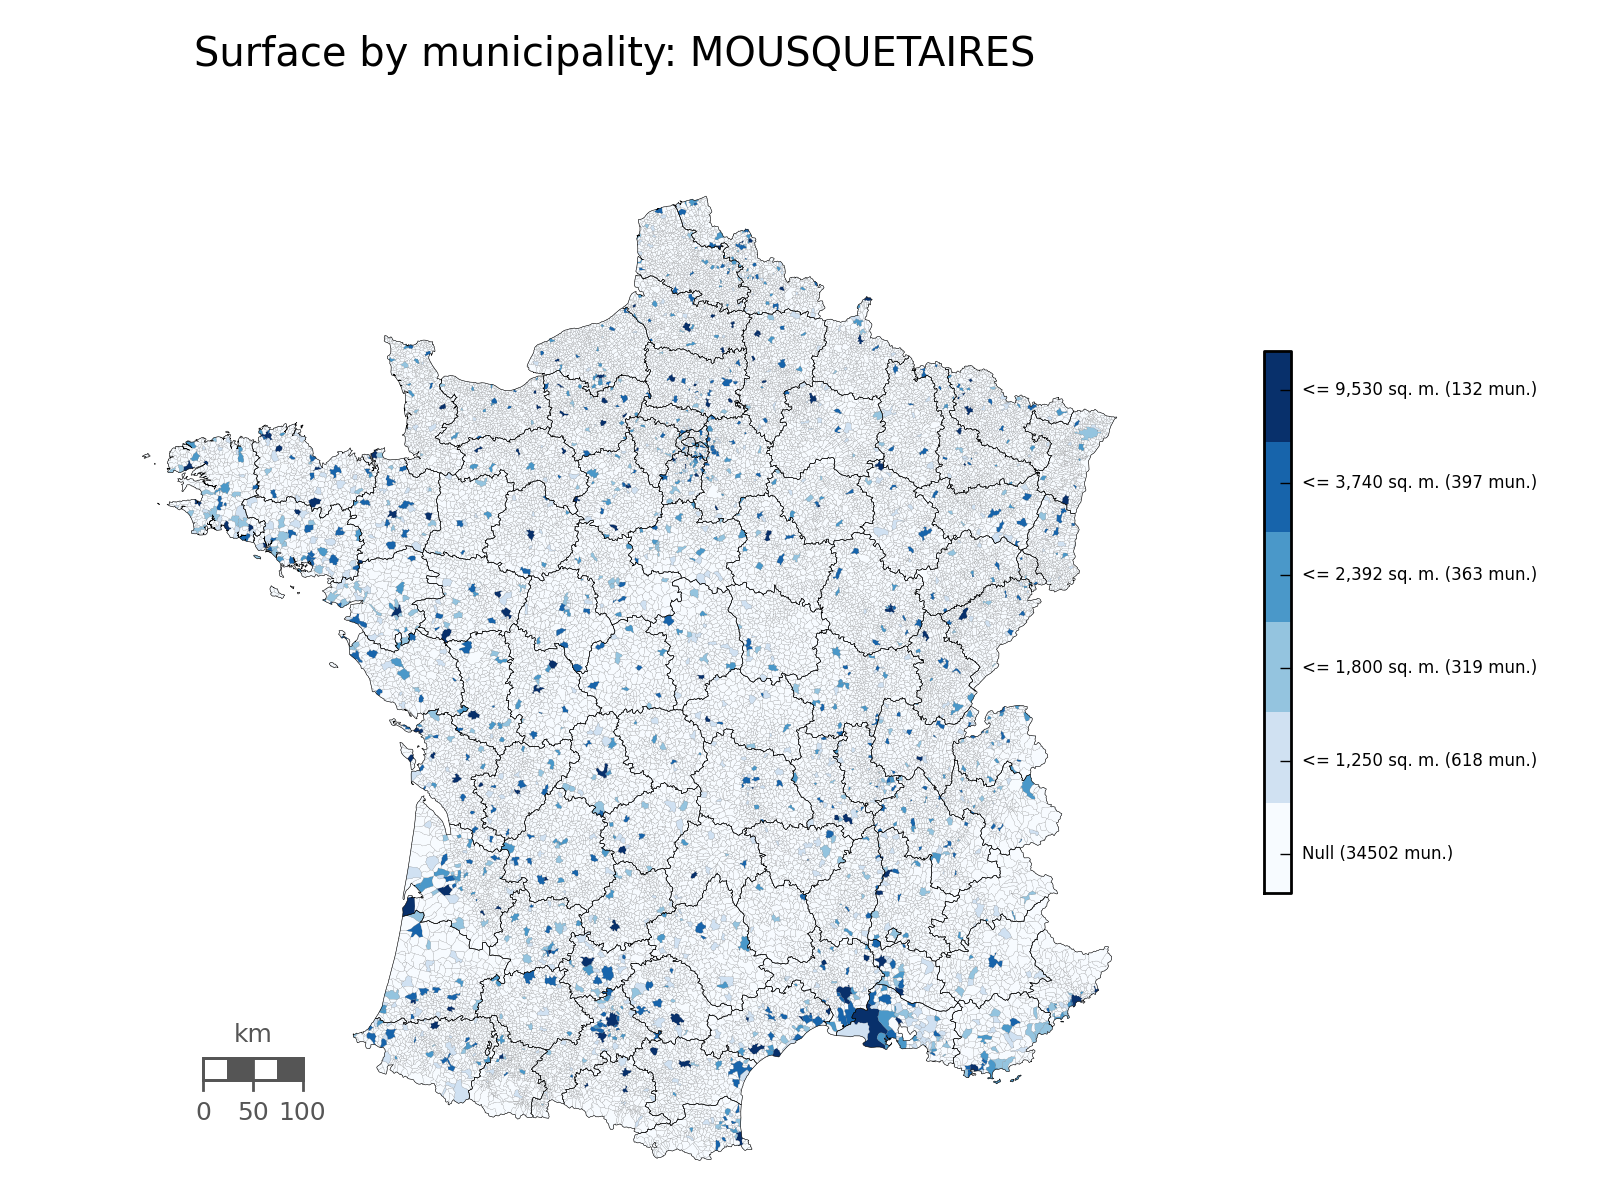 Surface by municipality: MOUSQUETAIRES
<= 9,530 sq. m. (132 mun.)
<= 3,740 sq. m. (397 mun.)
<= 2,392 sq. m. (363 mun.)
<= 1,800 sq. m. (319 mun.)
<= 1,250 sq. m. (618 mun.)
Null (34502 mun.)
km
0 50 100